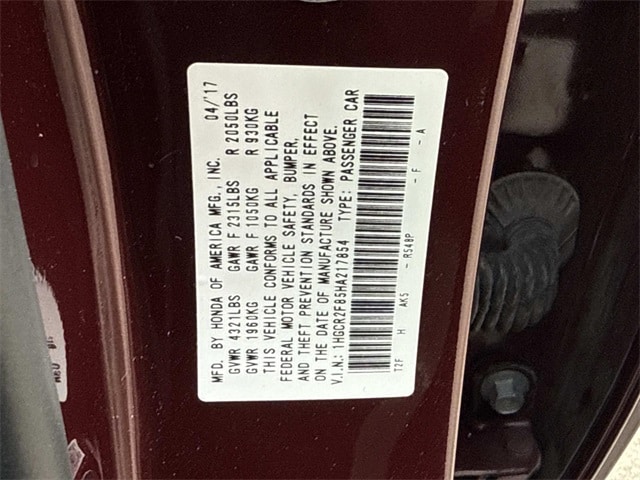 MFD. BY HONDA OF AMERICA MFG., INC. 04/'17
GVWR 4321LBS GAWR F 2315LBS R 2050LBS
GVWR 1960KG GAWR F 1050KG R 930KG
THIS VEHICLE CONFORMS TO ALL APPLICABLE
FEDERAL MOTOR VEHICLE SAFETY, BUMPER,
AND THEFT PREVENTION STANDARDS IN EFFECT
ON THE DATE OF MANUFACTURE SHOWN ABOVE.
V.I.N.: 1HGCR2F85HA217854 TYPE: PASSENGER CAR
T2F H AK5 - R548P - F - A